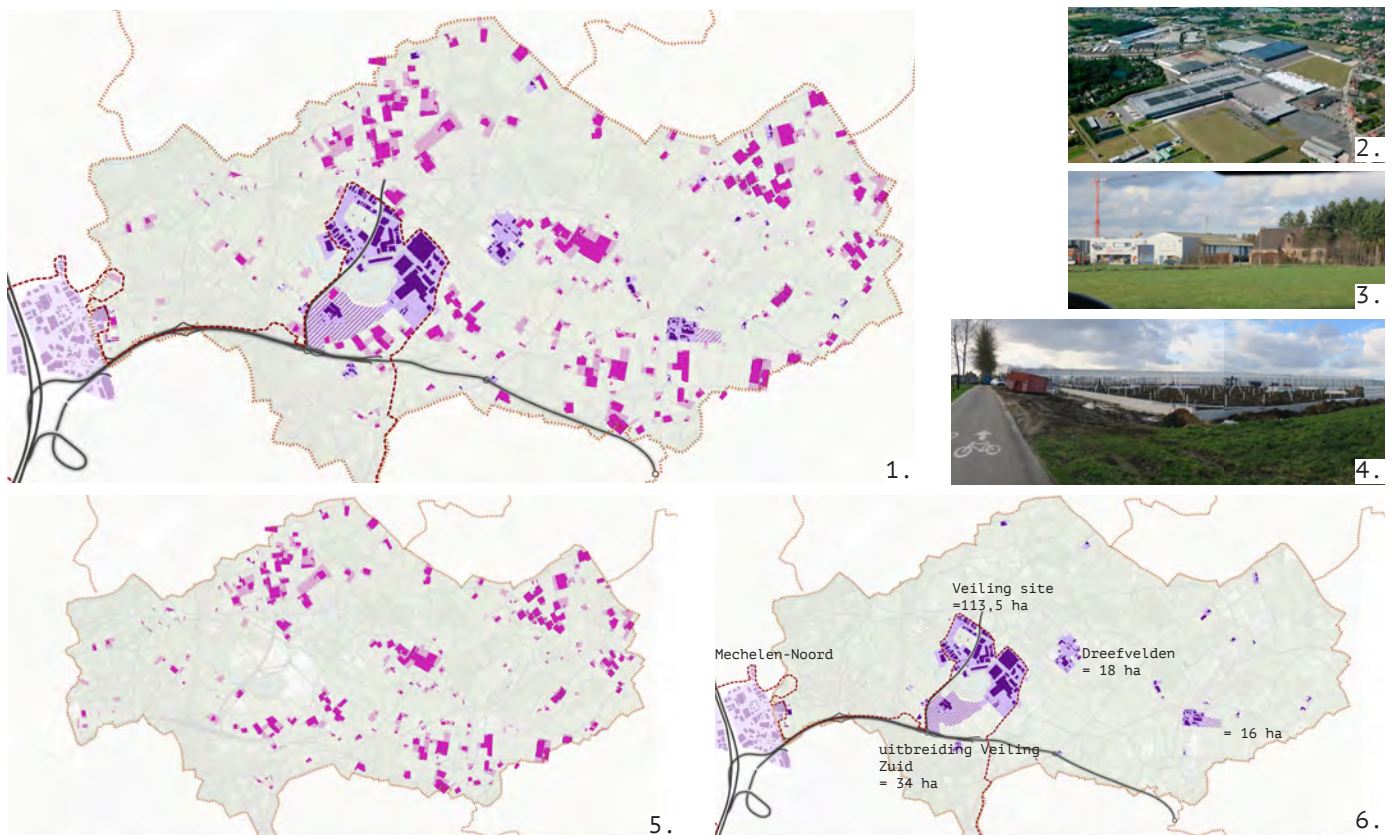 1.
2.
3.
4.
5.
Veiling site
=113,5 ha
Mechelen-Noord
Dreefvelden
= 18 ha
= 16 ha
uitbreiding Veiling
Zuid
= 34 ha
6.